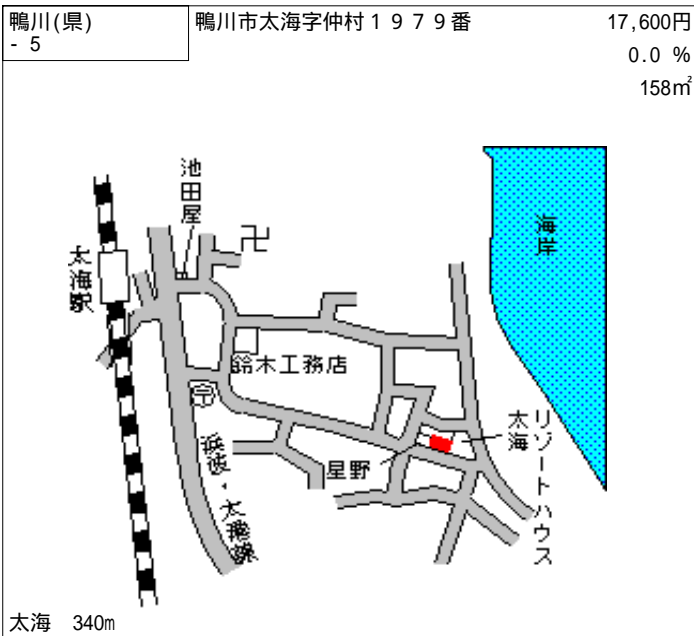 鴨川(県)
- 5
鴨川市太海字仲村１９７９番
17,600円
0.0 %
158㎡
池田屋
卍
太海駅
海岸
鈴木工務店
〒
浜波・太海線
星野
リゾートハウス
太海
太海 340m